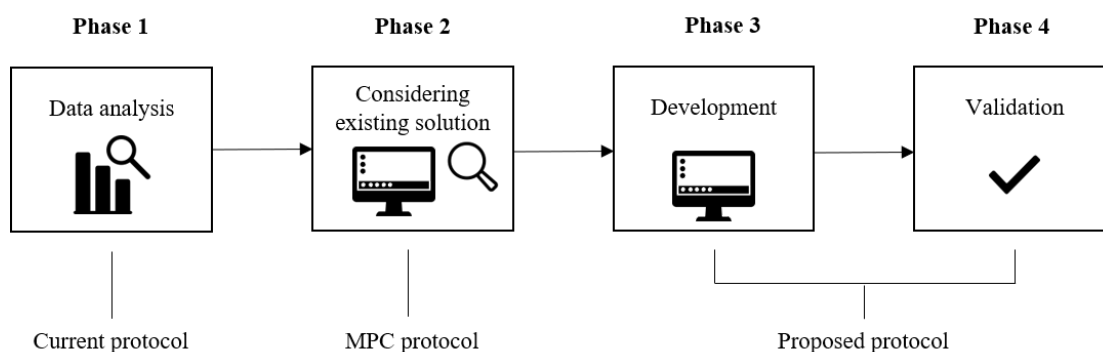 Phase 1
Phase 2
Phase 3
Phase 4
Data analysis
Considering
existing solution
Development
Validation
Current protocol
MPC protocol
Proposed protocol